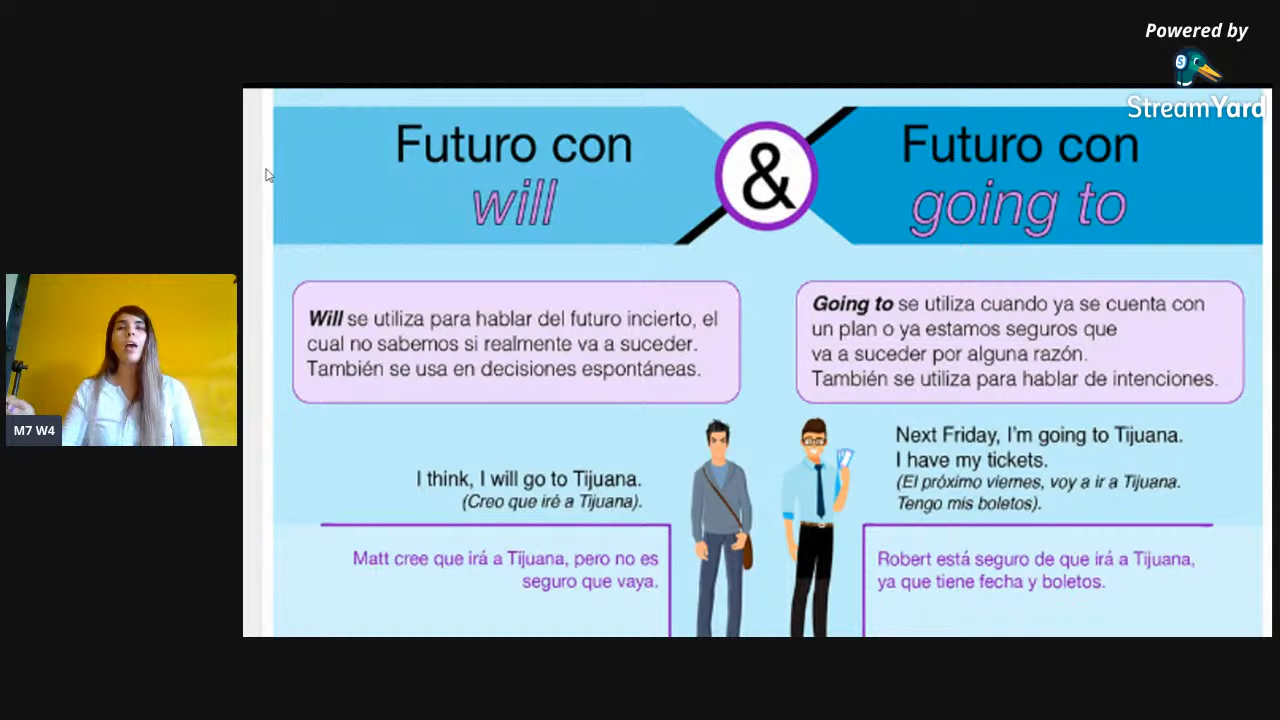 Powered by
StreamYard
Futuro con
will
&
Futuro con
going to
Will se utiliza para hablar del futuro incierto, el
cual no sabemos si realmente va a suceder.
También se usa en decisiones espontáneas.
Going to se utiliza cuando ya se cuenta con
un plan o ya estamos seguros que
va a suceder por alguna razón.
También se utiliza para hablar de intenciones.
I think, I will go to Tijuana.
(Creo que iré a Tijuana).
Matt cree que irá a Tijuana, pero no es
seguro que vaya.
Next Friday, I'm going to Tijuana.
I have my tickets.
(El próximo viernes, voy a ir a Tijuana.
Tengo mis boletos).
Robert está seguro de que irá a Tijuana,
ya que tiene fecha y boletos.
M7 W4